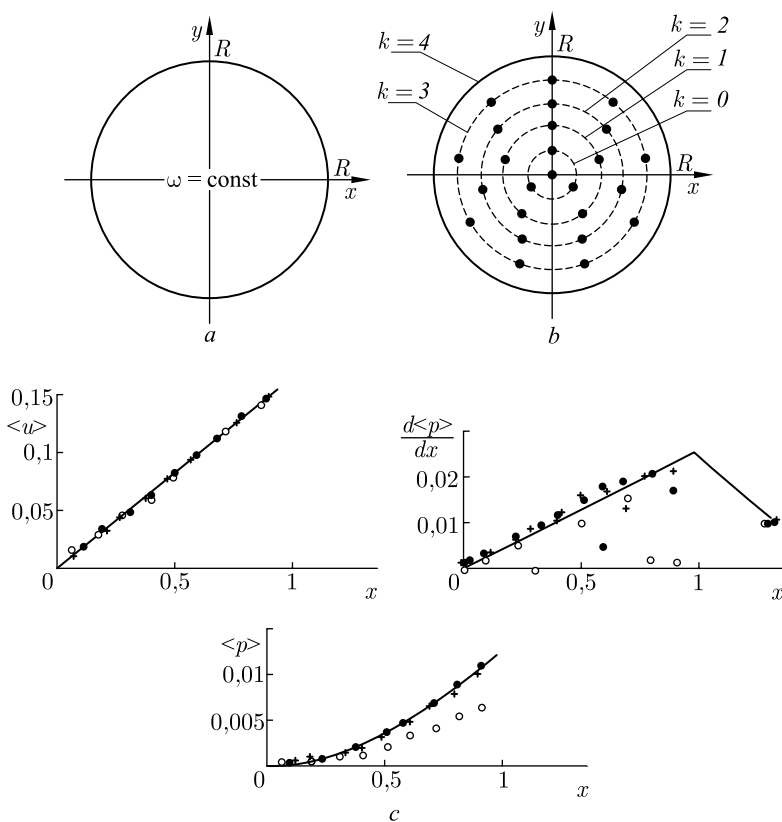 y
R
ω = const
R
x
a
y
R
k = 4
k = 2
k = 1
k = 3
k = 0
R
x
b
0,15
<u>
0,1
0,05
0
0,5
1
x
d<p>
dx
0,02
0,01
0
0,5
1
x
<p>
0,01
0,005
0
0,5
1
x
c